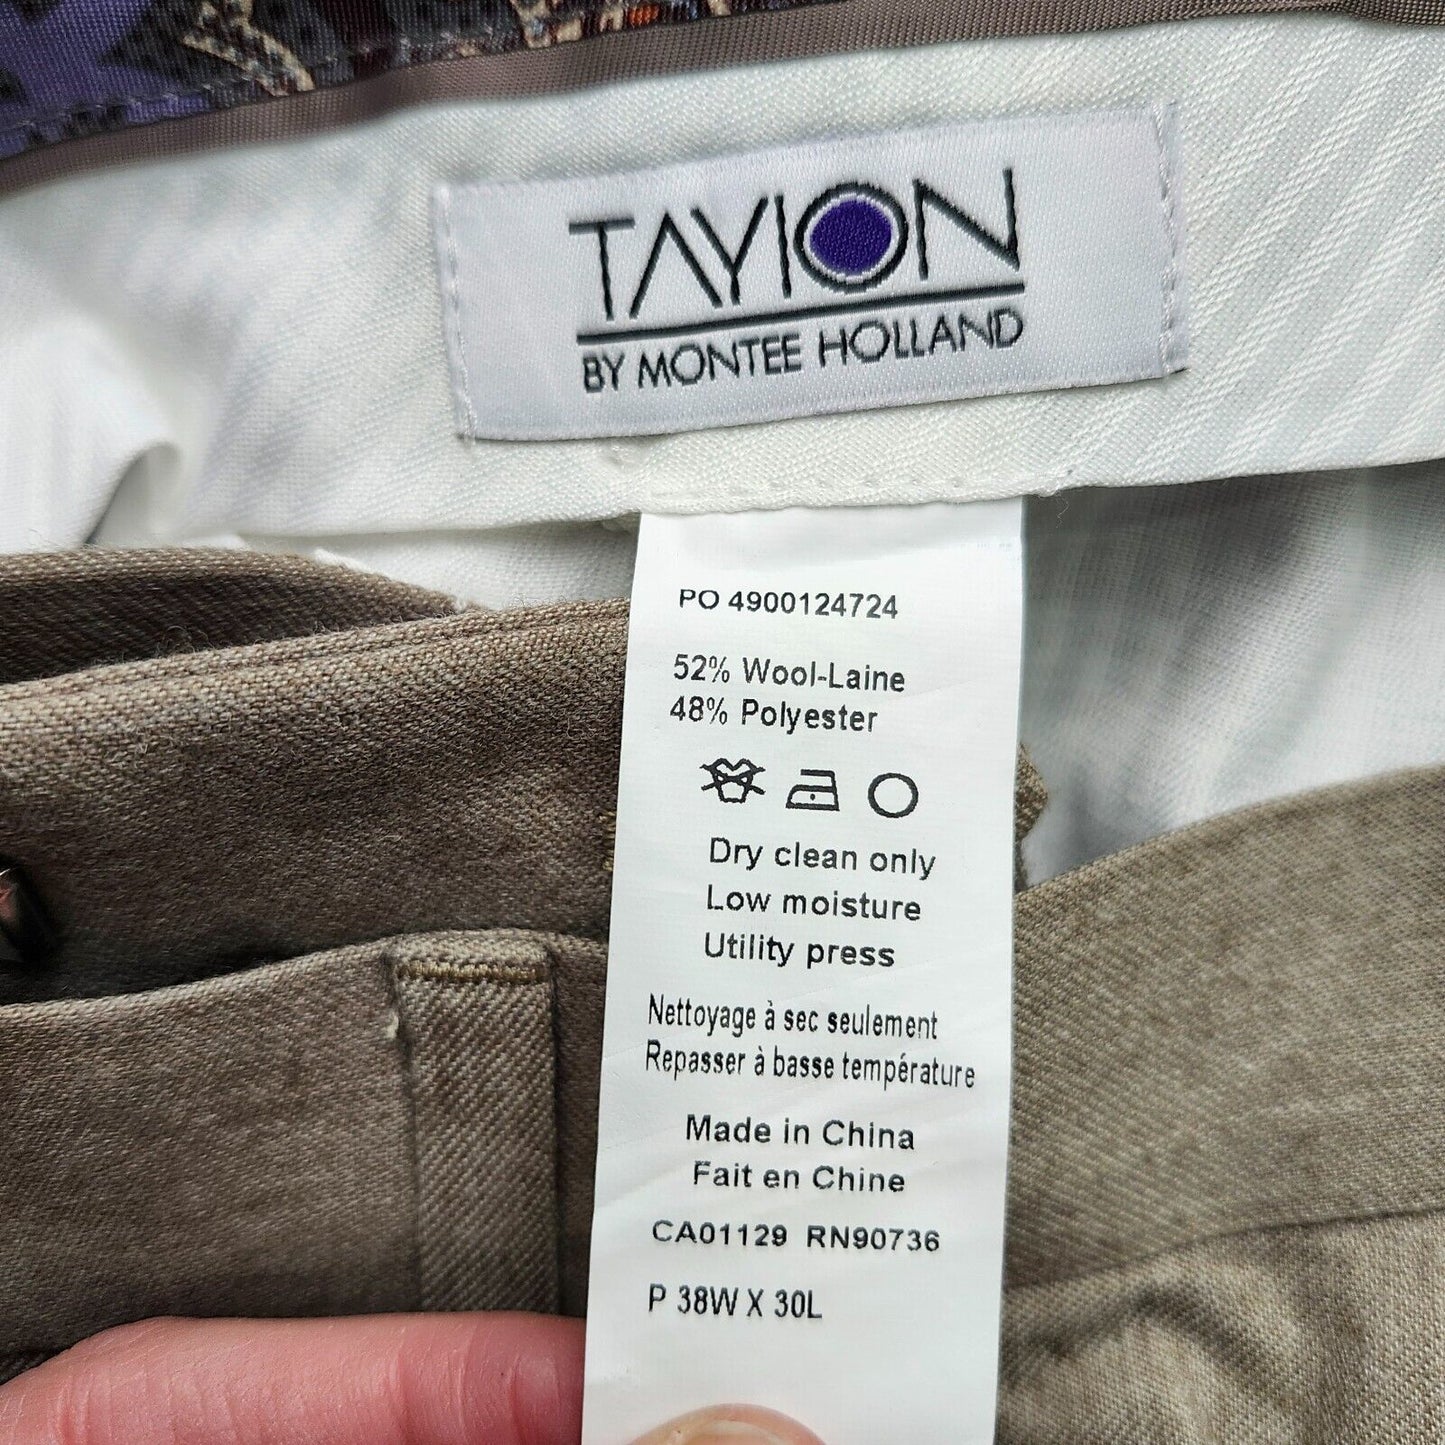 TAYION
BY MONTEE HOLLAND
PO 4900124724
52% Wool-Laine
48% Polyester
Dry clean only
Low moisture
Utility press
Nettoyage à sec seulement
Repasser à basse température
Made in China
Fait en Chine
CA01129 RN90736
P 38W X 30L